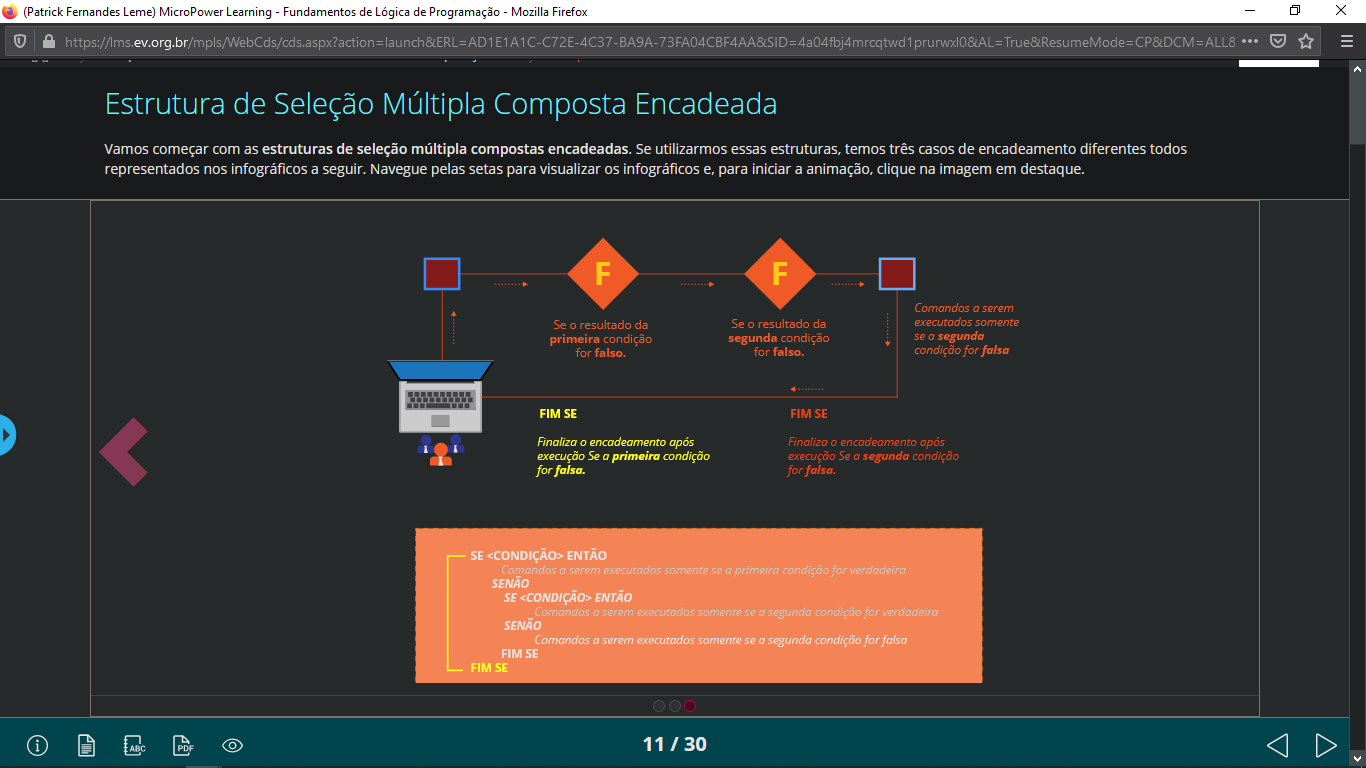 (Patrick Fernandes Leme) MicroPower Learning - Fundamentos de Lógica de Programação - Mozilla Firefox
https://lms.ev.org.br/mpls/WebCds/cds.aspx?action=launch&ERL=AD1E1A1C-C72E-4C37-BA9A-73FA04CBF4AA&SID=4a04fbj4mrcqtwd1prurwxl0&AL=True&ResumeMode=CP&DCM=ALL&
Estrutura de Seleção Múltipla Composta Encadeada
Vamos começar com as estruturas de seleção múltipla compostas encadeadas. Se utilizarmos essas estruturas, temos três casos de encadeamento diferentes todos
representados nos infográficos a seguir. Navegue pelas setas para visualizar os infográficos e, para iniciar a animação, clique na imagem em destaque.
F
F
Se o resultado da
primeira condição
for falso.
Se o resultado da
segunda condição
for falso.
Comandos a serem
executados somente
se a segunda
condição for falsa
FIM SE
Finaliza o encadeamento após
execução Se a primeira condição
for falsa.
FIM SE
Finaliza o encadeamento após
execução Se a segunda condição
for falsa.
SE <CONDIÇÃO> ENTÃO
Comandos a serem executados somente se a primeira condição for verdadeira
SENÃO
SE <CONDIÇÃO> ENTÃO
Comandos a serem executados somente se a segunda condição for verdadeira
SENÃO
Comandos a serem executados somente se a segunda condição for falsa
FIM SE
FIM SE
ABC
PDF
11 / 30